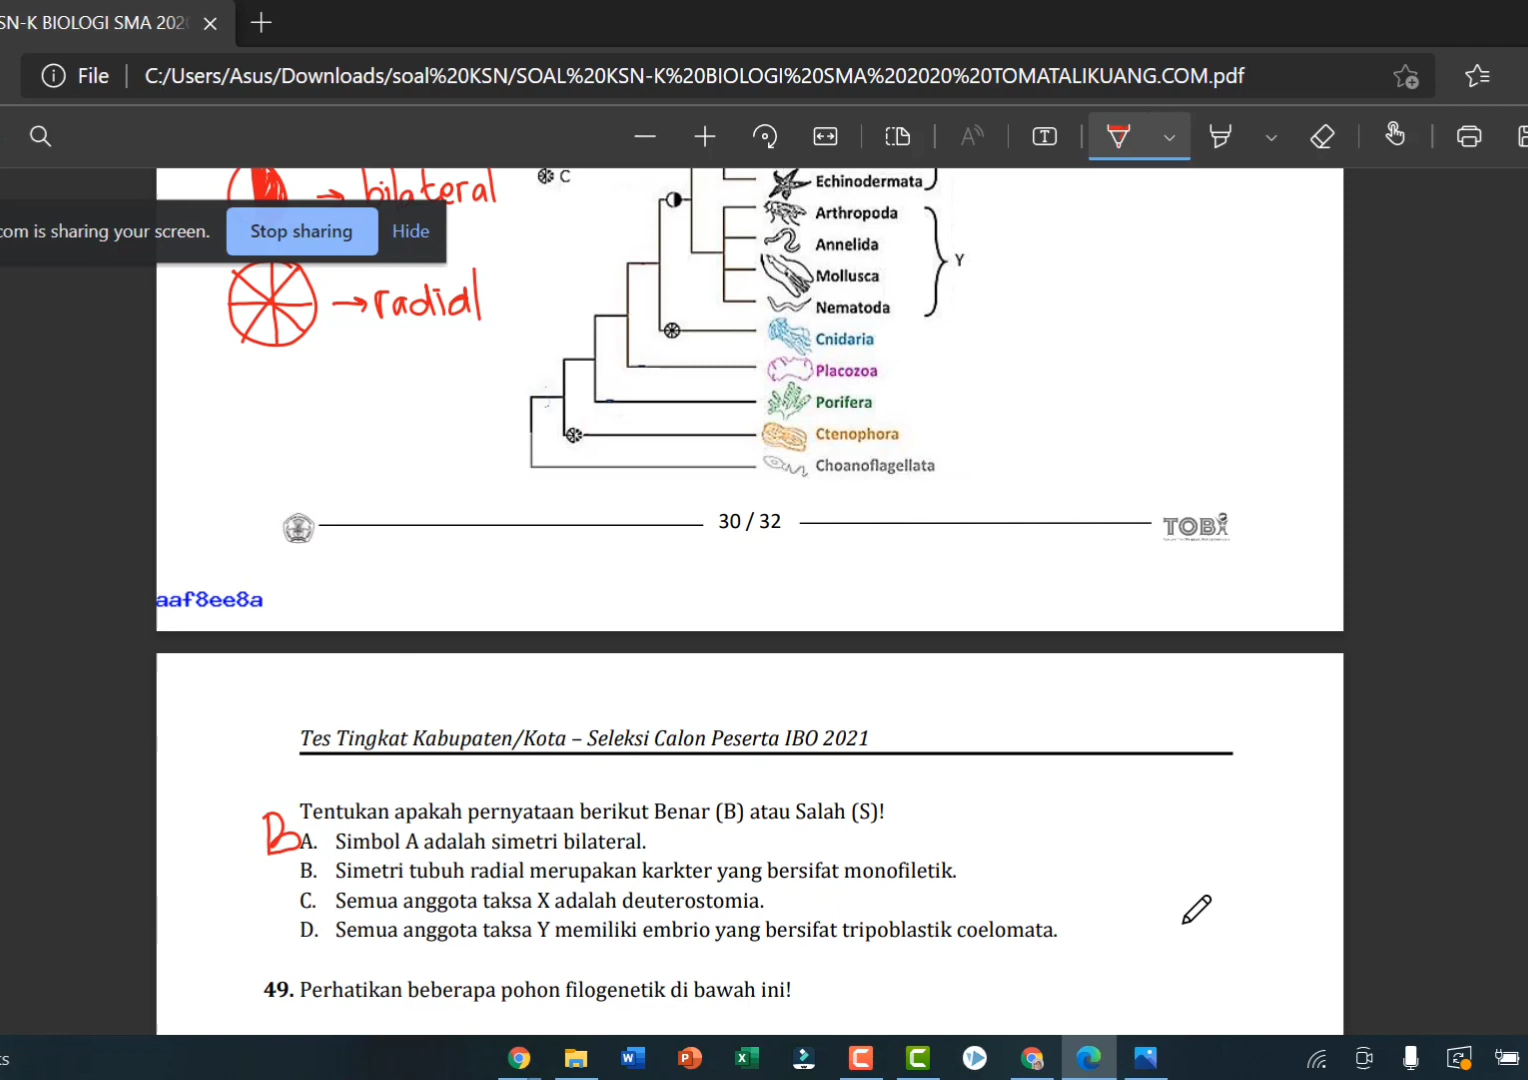 SN-K BIOLOGI SMA 202
File
C:/Users/Asus/Downloads/soal%20KSN/SOAL%20KSN-K%20BIOLOGI%20SMA%202020%20TOMATALIKUANG.COM.pdf
→ bilateral
C
Echinodermata
com is sharing your screen.
Stop sharing
Hide
Arthropoda
Annelida
Y
Mollusca
→ radial
Nematoda
Cnidaria
Placozoa
Porifera
Ctenophora
Choanoflagellata
30 / 32
TOBI
aaf8ee8a
Tes Tingkat Kabupaten/Kota – Seleksi Calon Peserta IBO 2021
Tentukan apakah pernyataan berikut Benar (B) atau Salah (S)!
B A. Simbol A adalah simetri bilateral.
B. Simetri tubuh radial merupakan karkter yang bersifat monofiletik.
C. Semua anggota taksa X adalah deuterostomia.
D. Semua anggota taksa Y memiliki embrio yang bersifat tripoblastik coelomata.
49. Perhatikan beberapa pohon filogenetik di bawah ini!